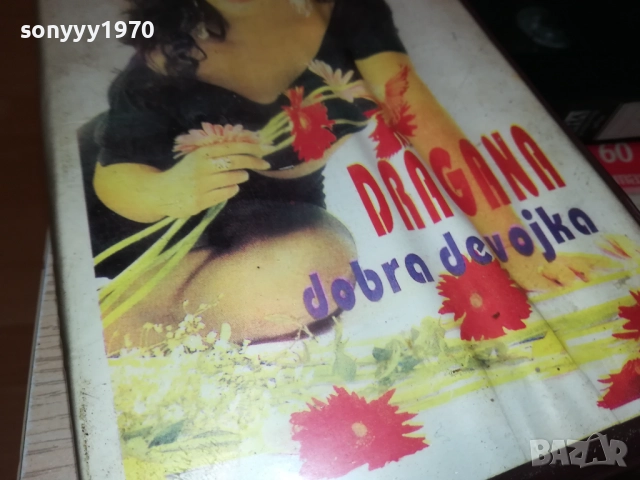 sonyyy1970
DRAGANA
dobra devojka
60
BAZAR